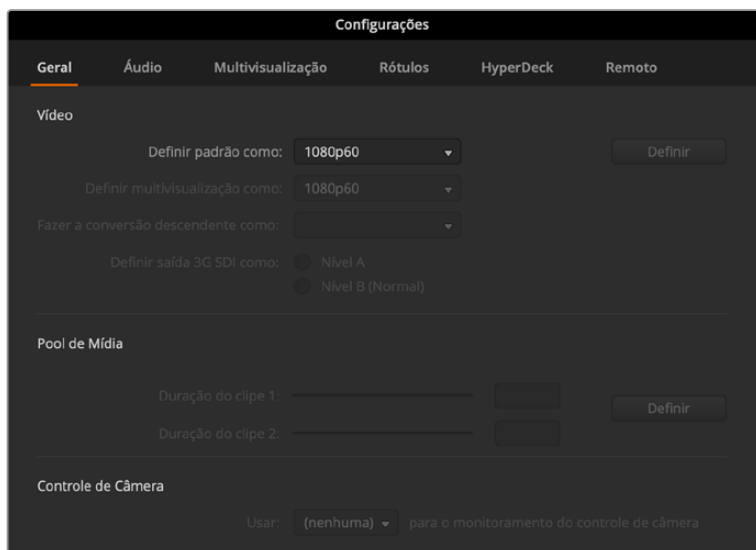 Configurações
Geral Áudio Multivisualização Rótulos HyperDeck Remoto
Vídeo
Definir padrão como: 1080p60 Definir
Definir multivisualização como: 1080p60
Fazer a conversão descendente como:
Definir saída 3G SDI como: Nível A
Nível B (Normal)
Pool de Mídia
Duração do clipe 1:
Definir
Duração do clipe 2:
Controle de Câmera
Usar: (nenhuma) para o monitoramento do controle de câmera